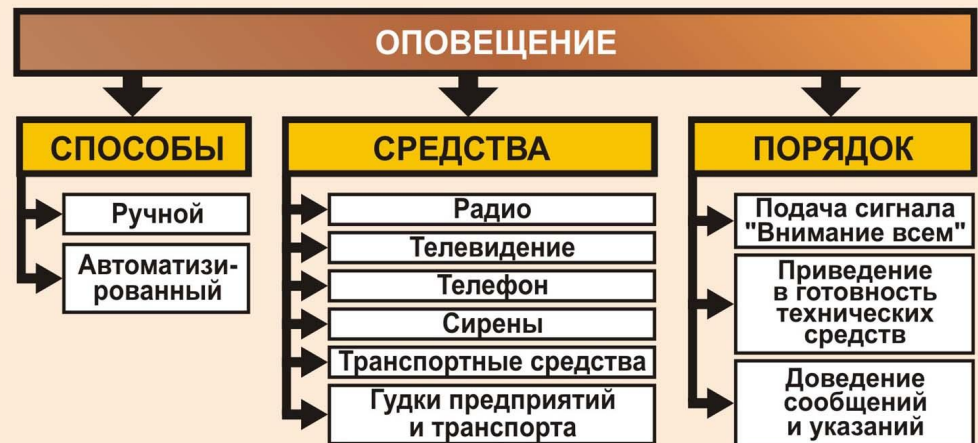 ОПОВЕЩЕНИЕ
СПОСОБЫ
Ручной
Автоматизи-
рованный
СРЕДСТВА
Радио
Телевидение
Телефон
Сирены
Транспортные средства
Гудки предприятий
и транспорта
ПОРЯДОК
Подача сигнала
"Внимание всем"
Приведение
в готовность
технических
средств
Доведение
сообщений
и указаний